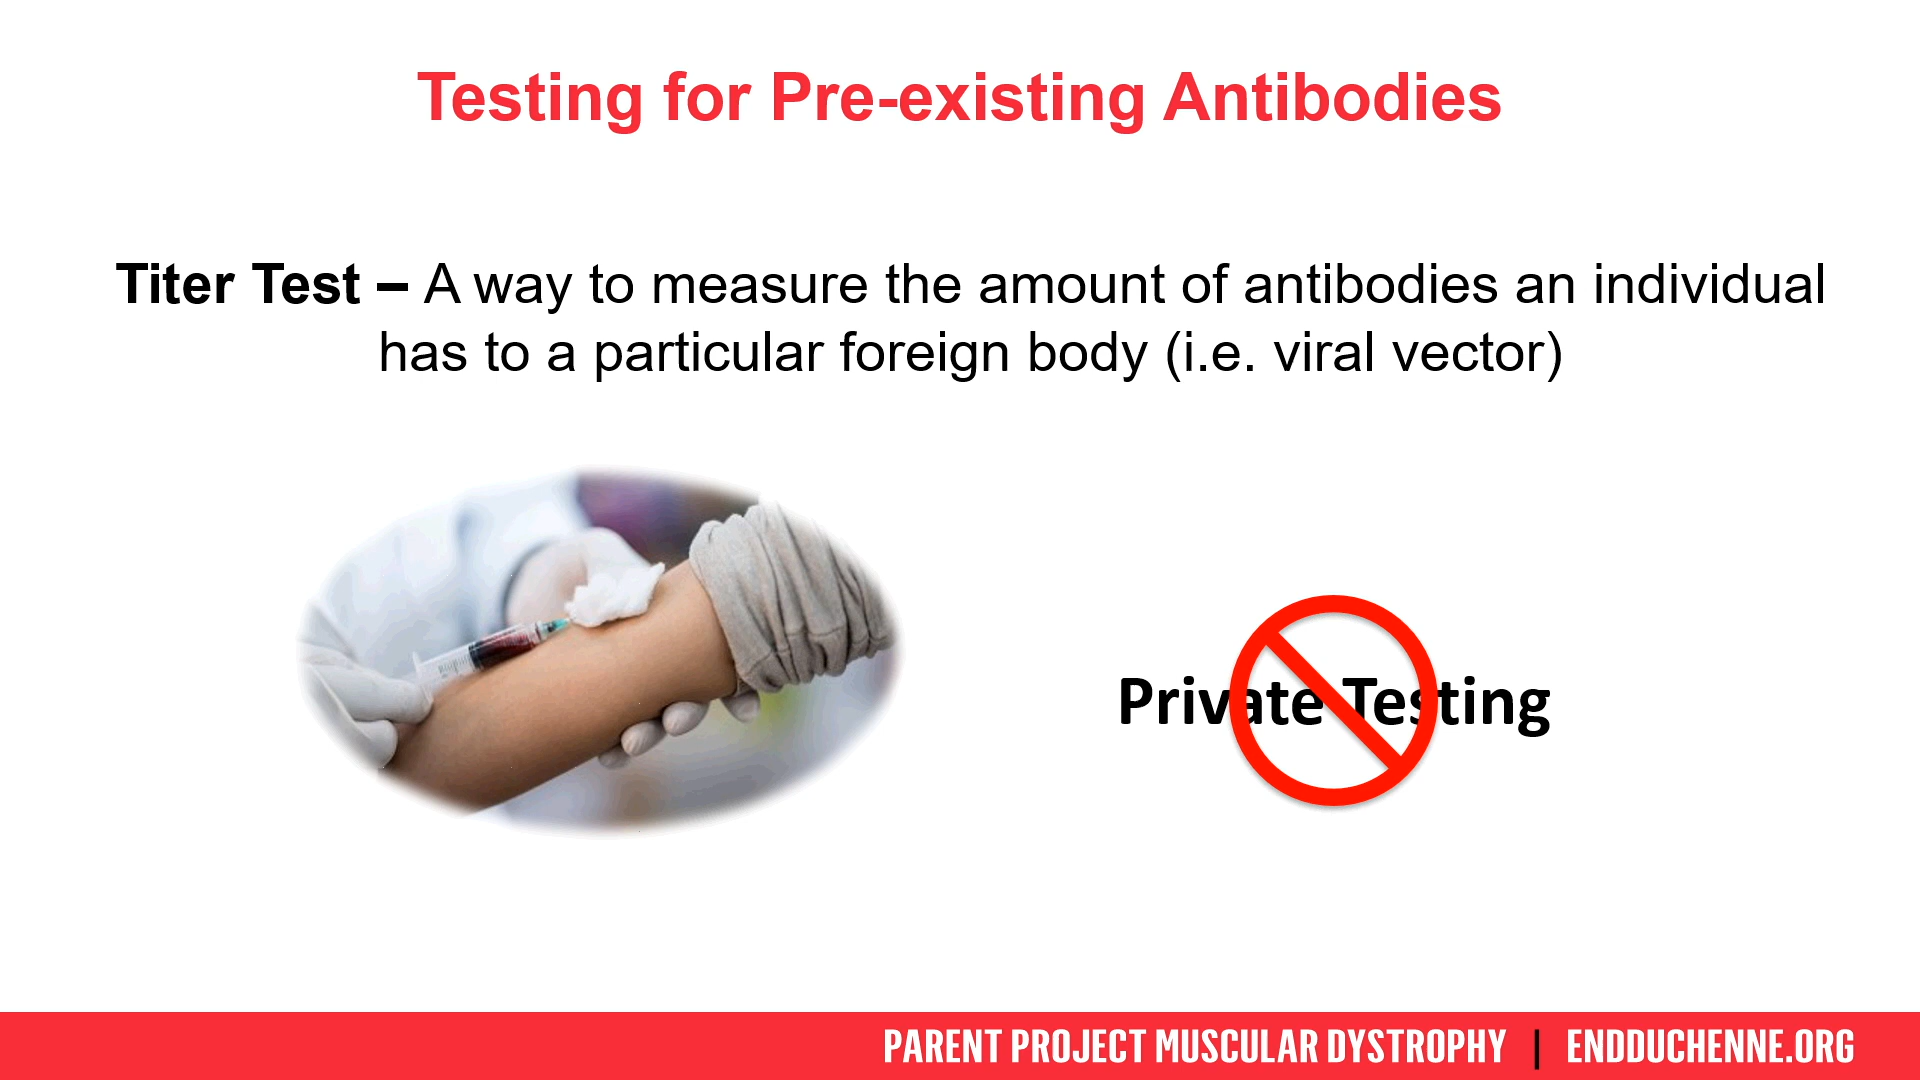 Testing for Pre-existing Antibodies
Titer Test – A way to measure the amount of antibodies an individual
has to a particular foreign body (i.e. viral vector)
Private Testing
PARENT PROJECT MUSCULAR DYSTROPHY | ENDDUCHENNE.ORG